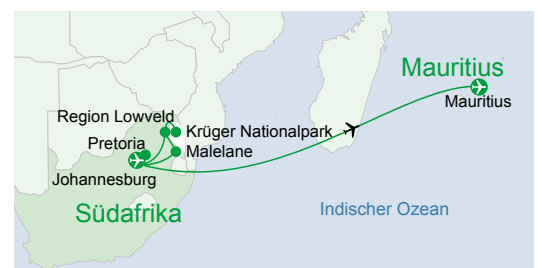 Mauritius
Mauritius
Region Lowveld
Krüger Nationalpark
Pretoria
Malelane
Johannesburg
Südafrika
Indischer Ozean